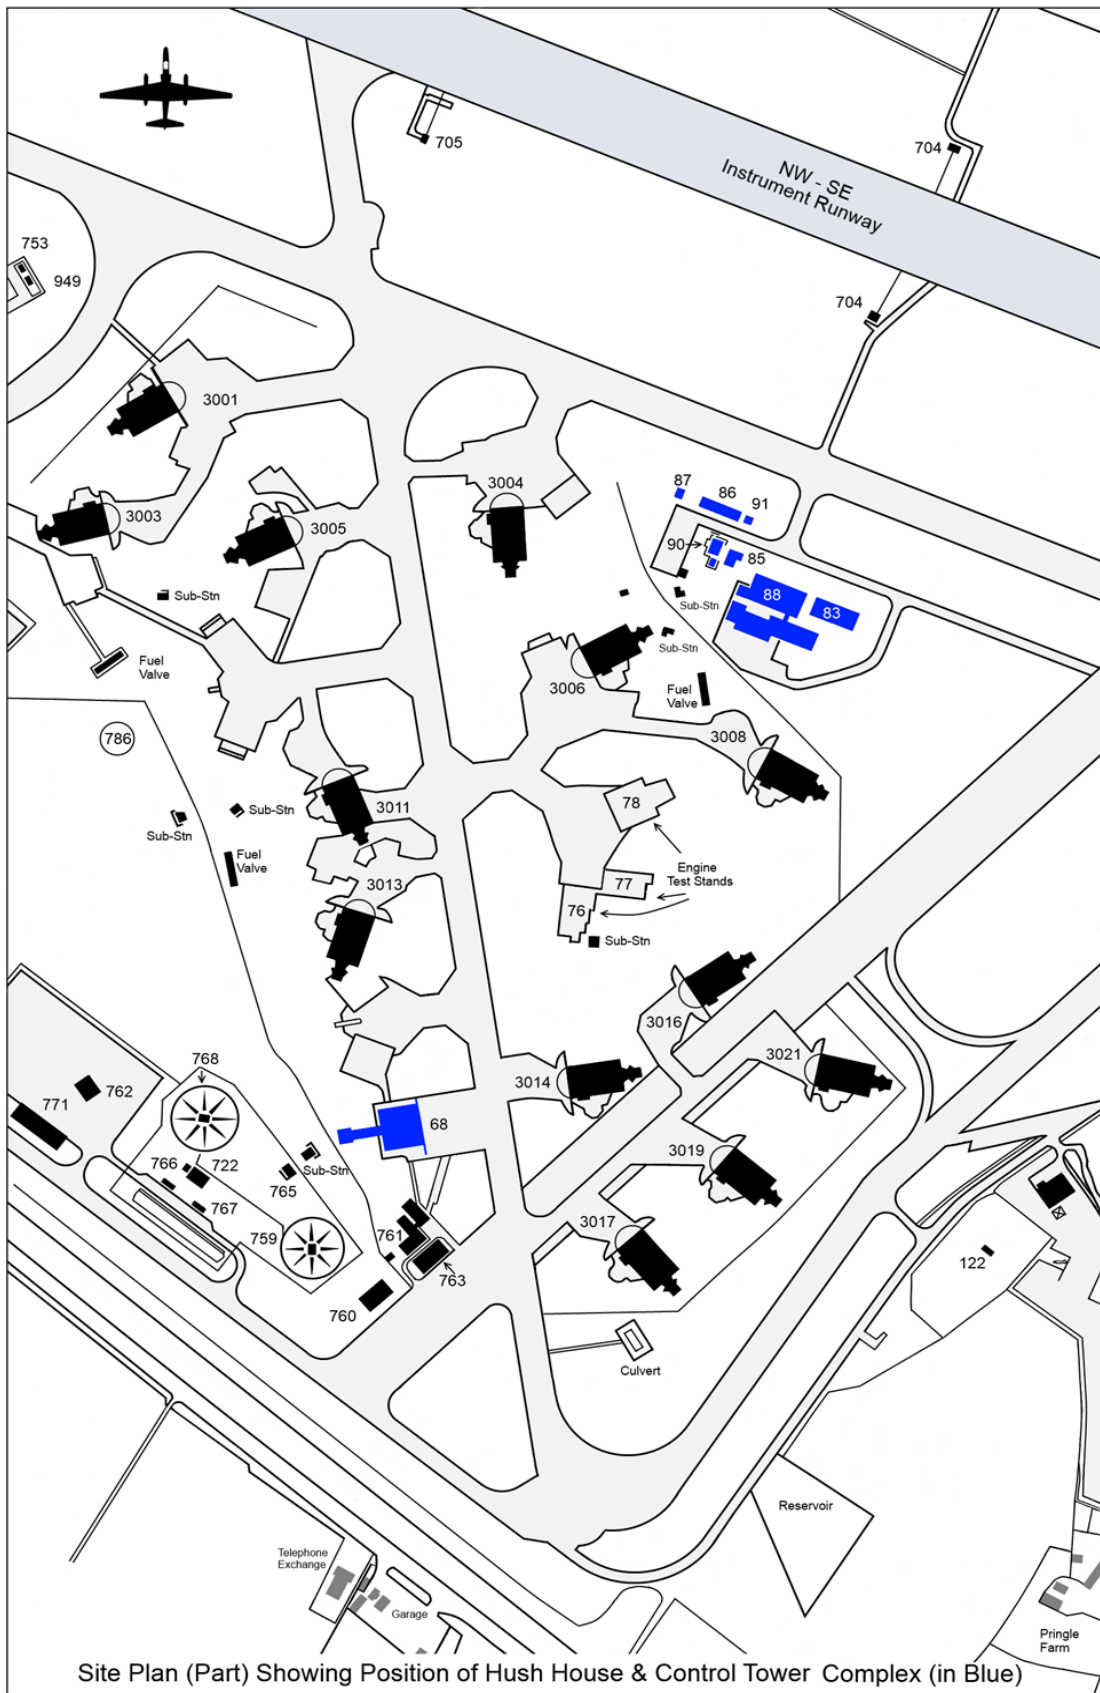 705
704
NW - SE
Instrument Runway
753
949
704
3001
3004
87
86
91
3003
3005
90
85
88
83
Sub-Stn
Sub-Stn
Sub-Stn
Fuel
Valve
3006
Fuel
Valve
786
3008
78
3011
Sub-Stn
Sub-Stn
Fuel
Valve
Engine
Test Stands
77
3013
76
Sub-Stn
3016
3021
768
762
771
3014
68
766
722
765
Sub-Stn
3019
767
759
761
3017
763
760
122
Culvert
Reservoir
Telephone
Exchange
Garage
Pringle
Farm
Site Plan (Part) Showing Position of Hush House & Control Tower Complex (in Blue)